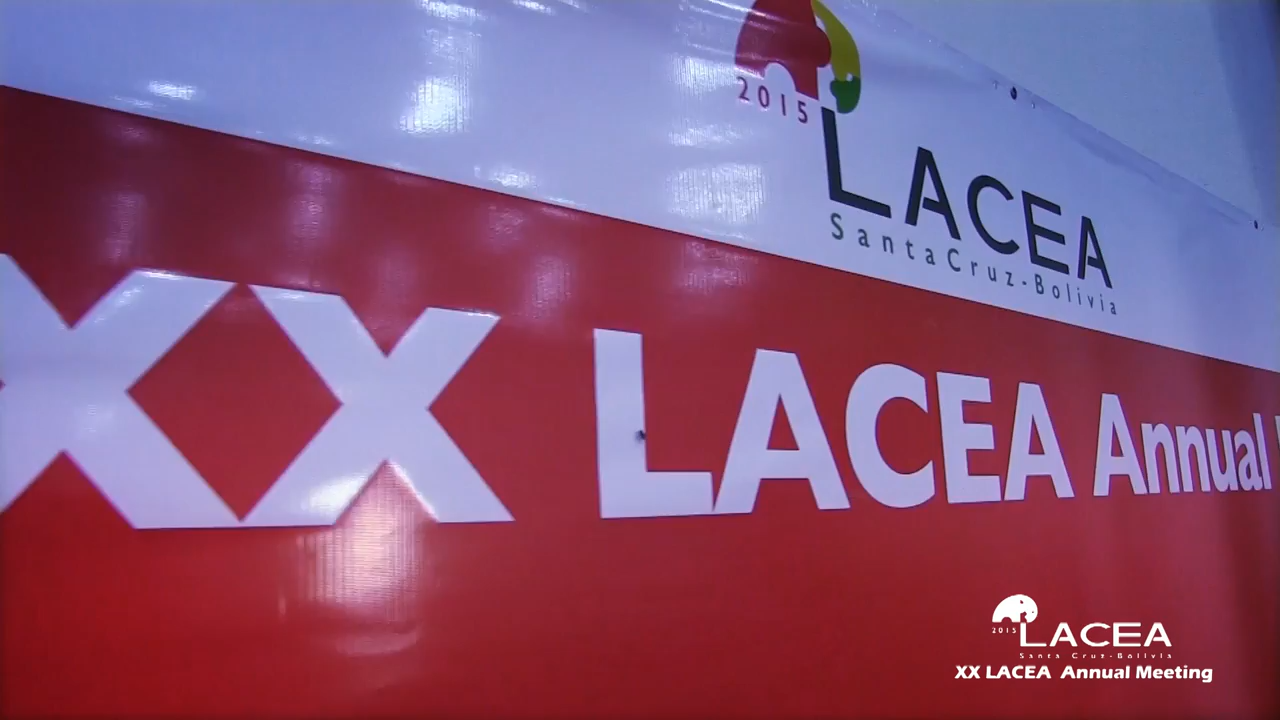 2015
LACEA
SantaCruz-Bolivia
XX LACEA Annual
2015
LACEA
Santa Cruz-Bolivia
XX LACEA Annual Meeting